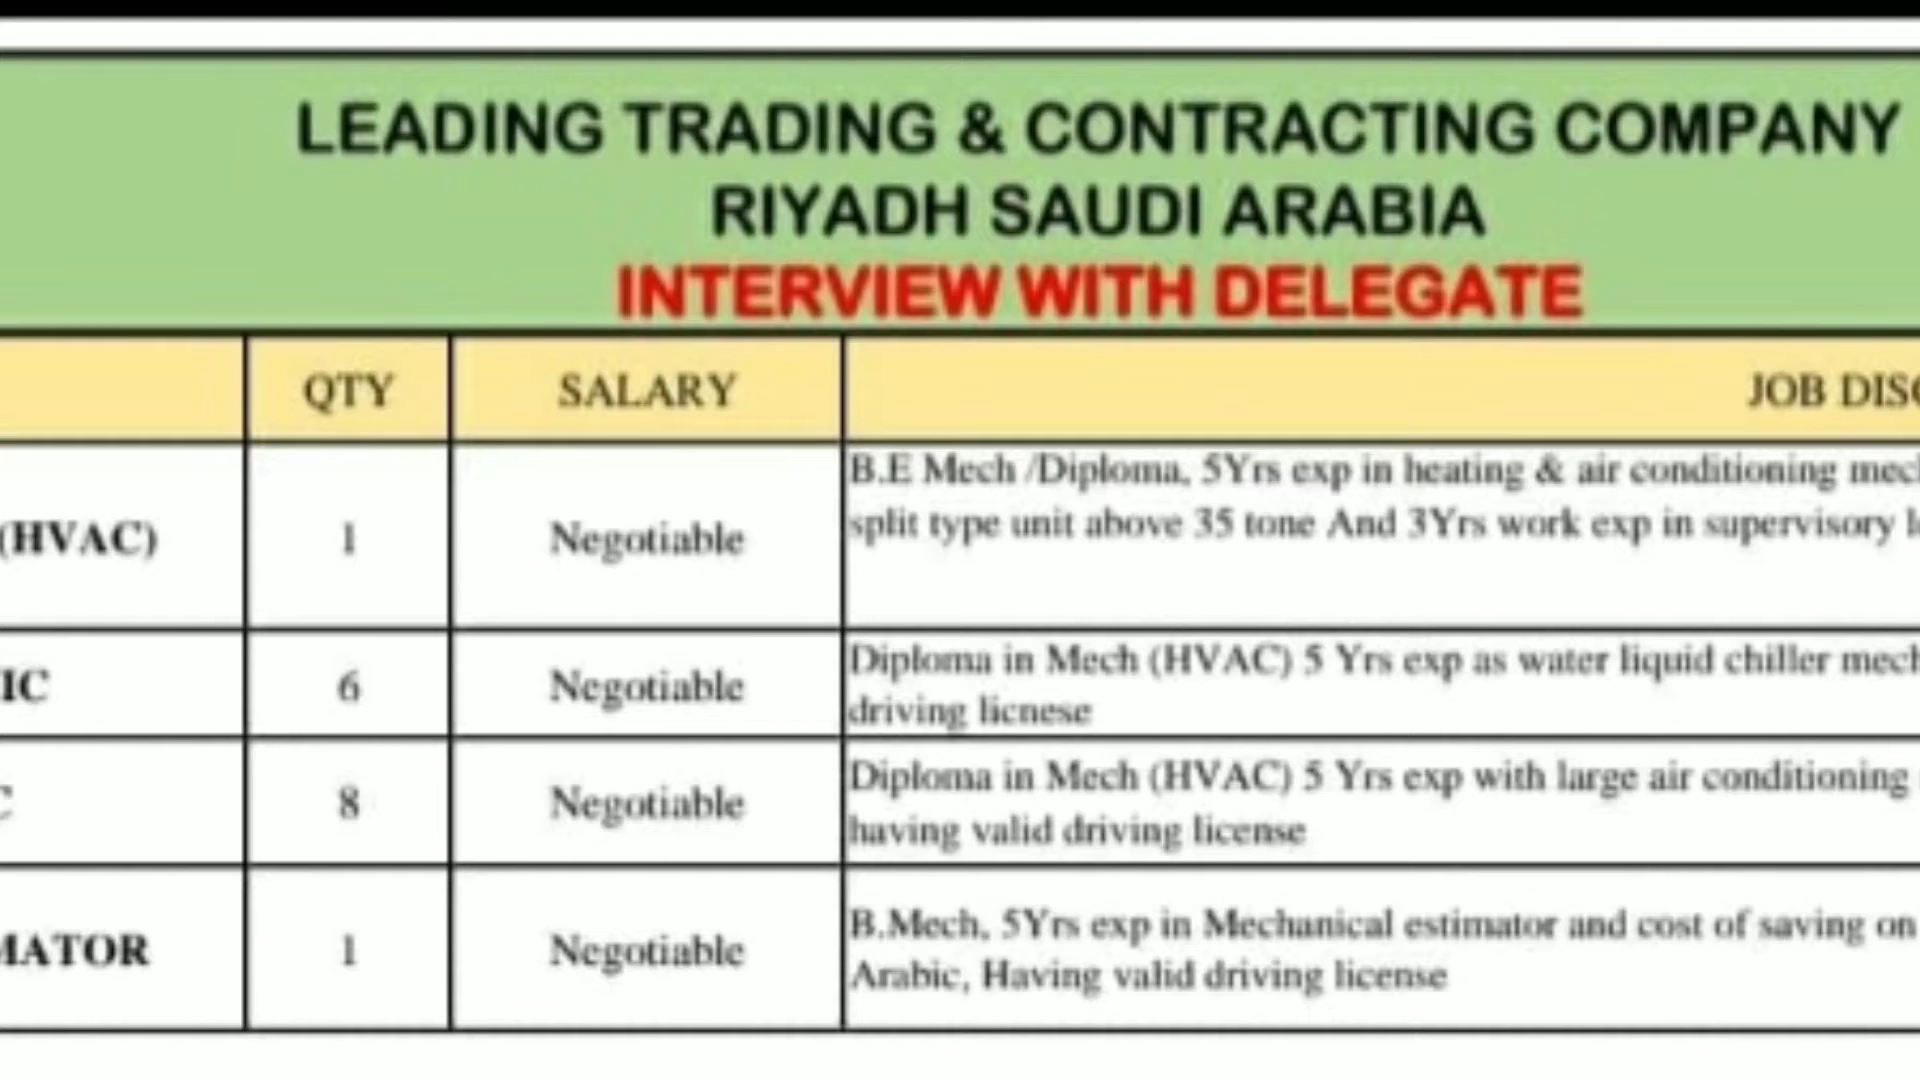 LEADING TRADING & CONTRACTING COMPANY
RIYADH SAUDI ARABIA
INTERVIEW WITH DELEGATE
QTY SALARY JOB
(HVAC) 1 Negotiable B.E Mech /Diploma, 5Yrs exp in heating & air conditioning
split type unit above 35 tone And 3Yrs work exp in supervisory
6 Negotiable Diploma in Mech (HVAC) 5 Yrs exp as water liquid chiller
driving licnese
8 Negotiable Diploma in Mech (HVAC) 5 Yrs exp with large air conditioning
having valid driving license
1 Negotiable B.Mech, 5Yrs exp in Mechanical estimator and cost of saving on
Arabic, Having valid driving license